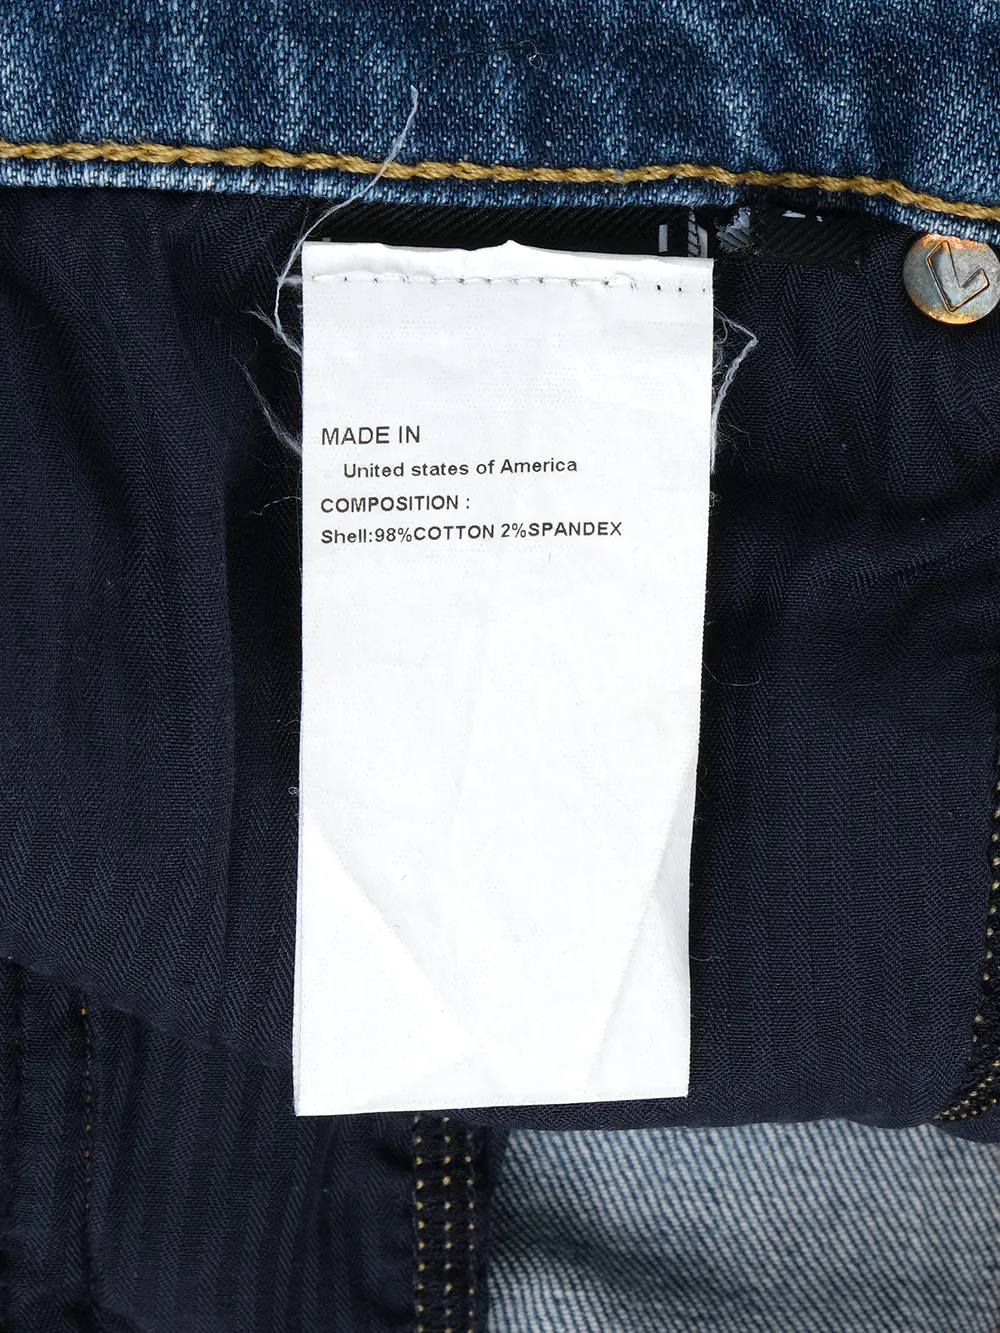 MADE IN
United states of America
COMPOSITION :
Shell:98%COTTON 2%SPANDEX